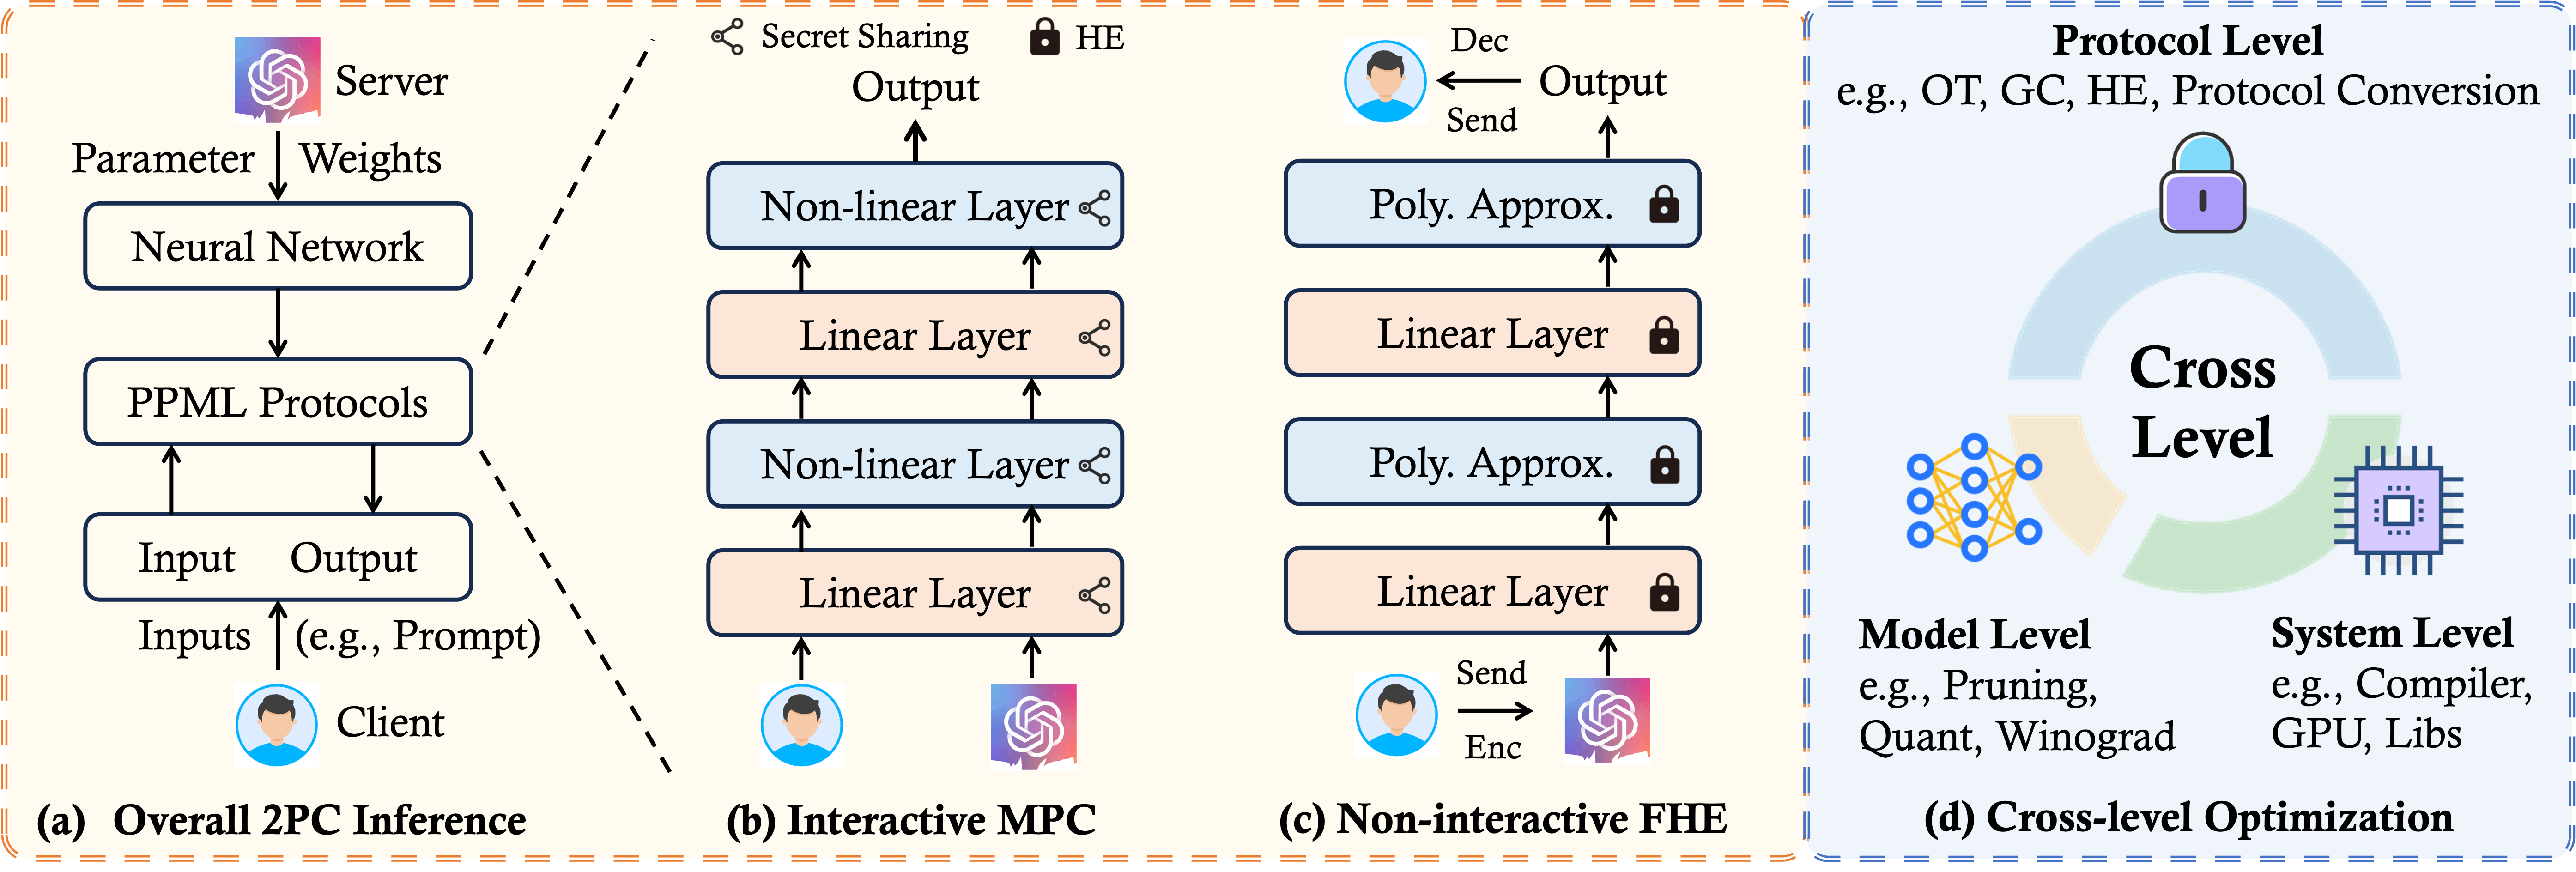 Server
Parameter Weights
Neural Network
PPML Protocols
Input Output
Inputs (e.g., Prompt)
Client
(a) Overall 2PC Inference
Secret Sharing HE
Output
Non-linear Layer
Linear Layer
Non-linear Layer
Linear Layer
(b) Interactive MPC
Dec
Output
Send
Poly. Approx.
Linear Layer
Poly. Approx.
Linear Layer
Send
Enc
(c) Non-interactive FHE
Protocol Level
e.g., OT, GC, HE, Protocol Conversion
Cross
Level
Model Level
e.g., Pruning,
Quant, Winograd
System Level
e.g., Compiler,
GPU, Libs
(d) Cross-level Optimization